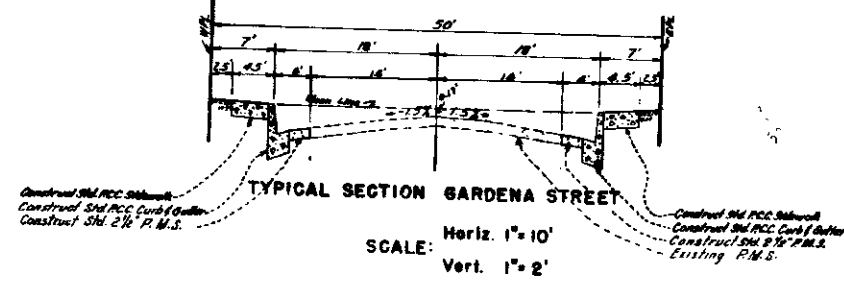 50'
7' 18' 18' 7'
2.5' 4.5' 4' 14' 14' 4' 4.5' 2.5'
0.17'
1.5% 1.5%
Construct Std. P.C.C. Sidewalk
Construct Std. P.C.C. Curb & Gutter
Construct Std. 2½" P.M.S.
TYPICAL SECTION GARDENA STREET
Construct Std. P.C.C. Sidewalk
Construct Std. P.C.C. Curb & Gutter
Construct Std. 2½" P.M.S.
Existing P.M.S.
SCALE: Horiz. 1"= 10'
Vert. 1"= 2'